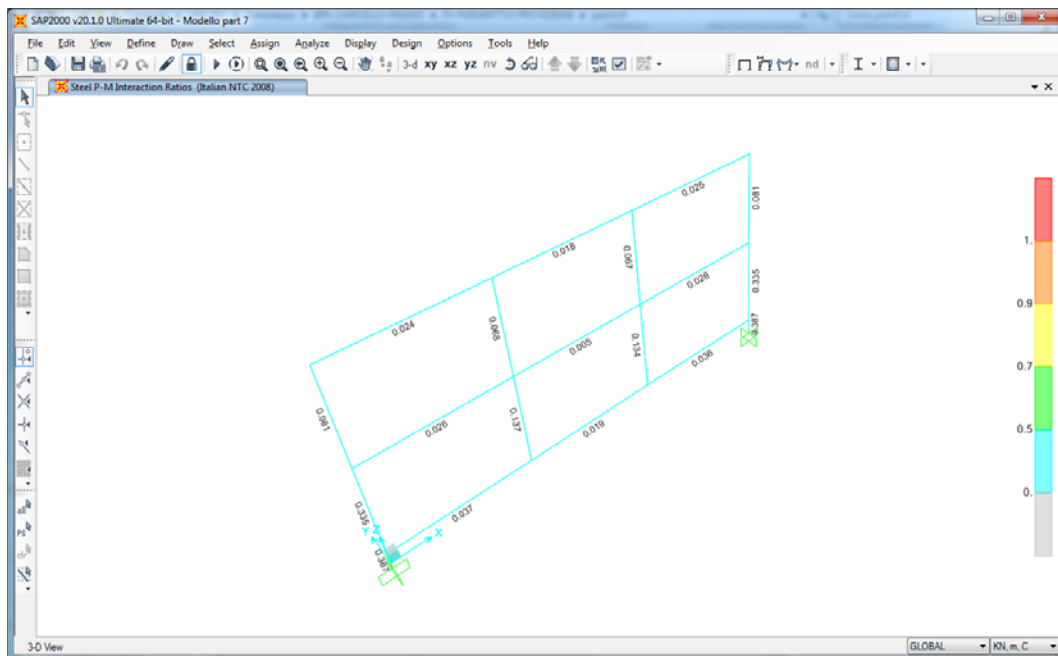 SAP2000 v20.1.0 Ultimate 64-bit - Modello part 7
File Edit View Define Draw Select Assign Analyze Display Design Options Tools Help
3-d xy xz yz nv nd
Steel P-M Interaction Ratios (Italian NTC 2008)
0.025
0.081
0.018
0.067
0.335
0.026
0.024
0.068
0.387
0.005
0.134
0.036
0.081
0.026
0.137
0.019
0.335
0.037
0.387
X
Y
Z
1.
0.9
0.7
0.5
0.
all
PS
clr
3-D View
GLOBAL
KN, m, C